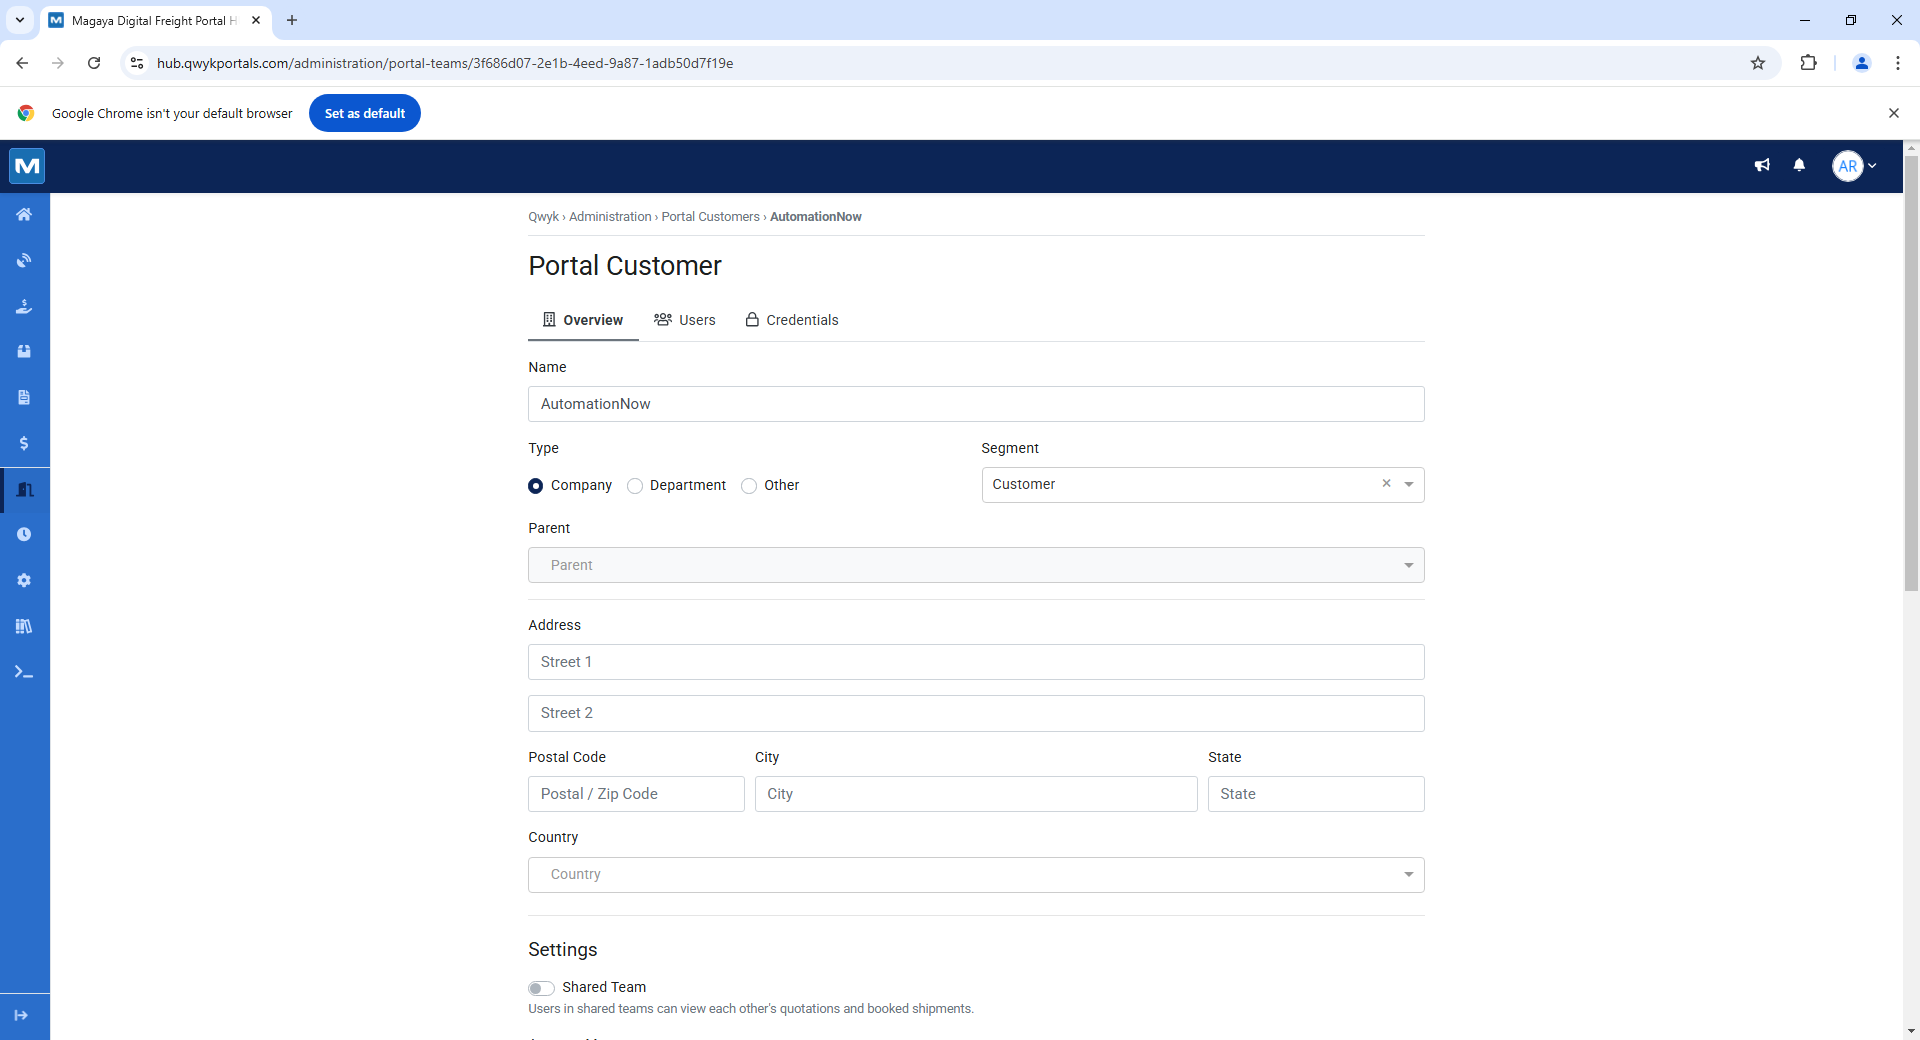 Magaya Digital Freight Portal H
hub.qwykportals.com/administration/portal-teams/3f686d07-2e1b-4eed-9a87-1adb50d7f19e
Google Chrome isn't your default browser
Set as default
M
AR
Qwyk › Administration › Portal Customers › AutomationNow
Portal Customer
Overview Users Credentials
Name
AutomationNow
Type Segment
Company Department Other Customer
Parent
Parent
Address
Street 1
Street 2
Postal Code City State
Postal / Zip Code City State
Country
Country
Settings
Shared Team
Users in shared teams can view each other's quotations and booked shipments.